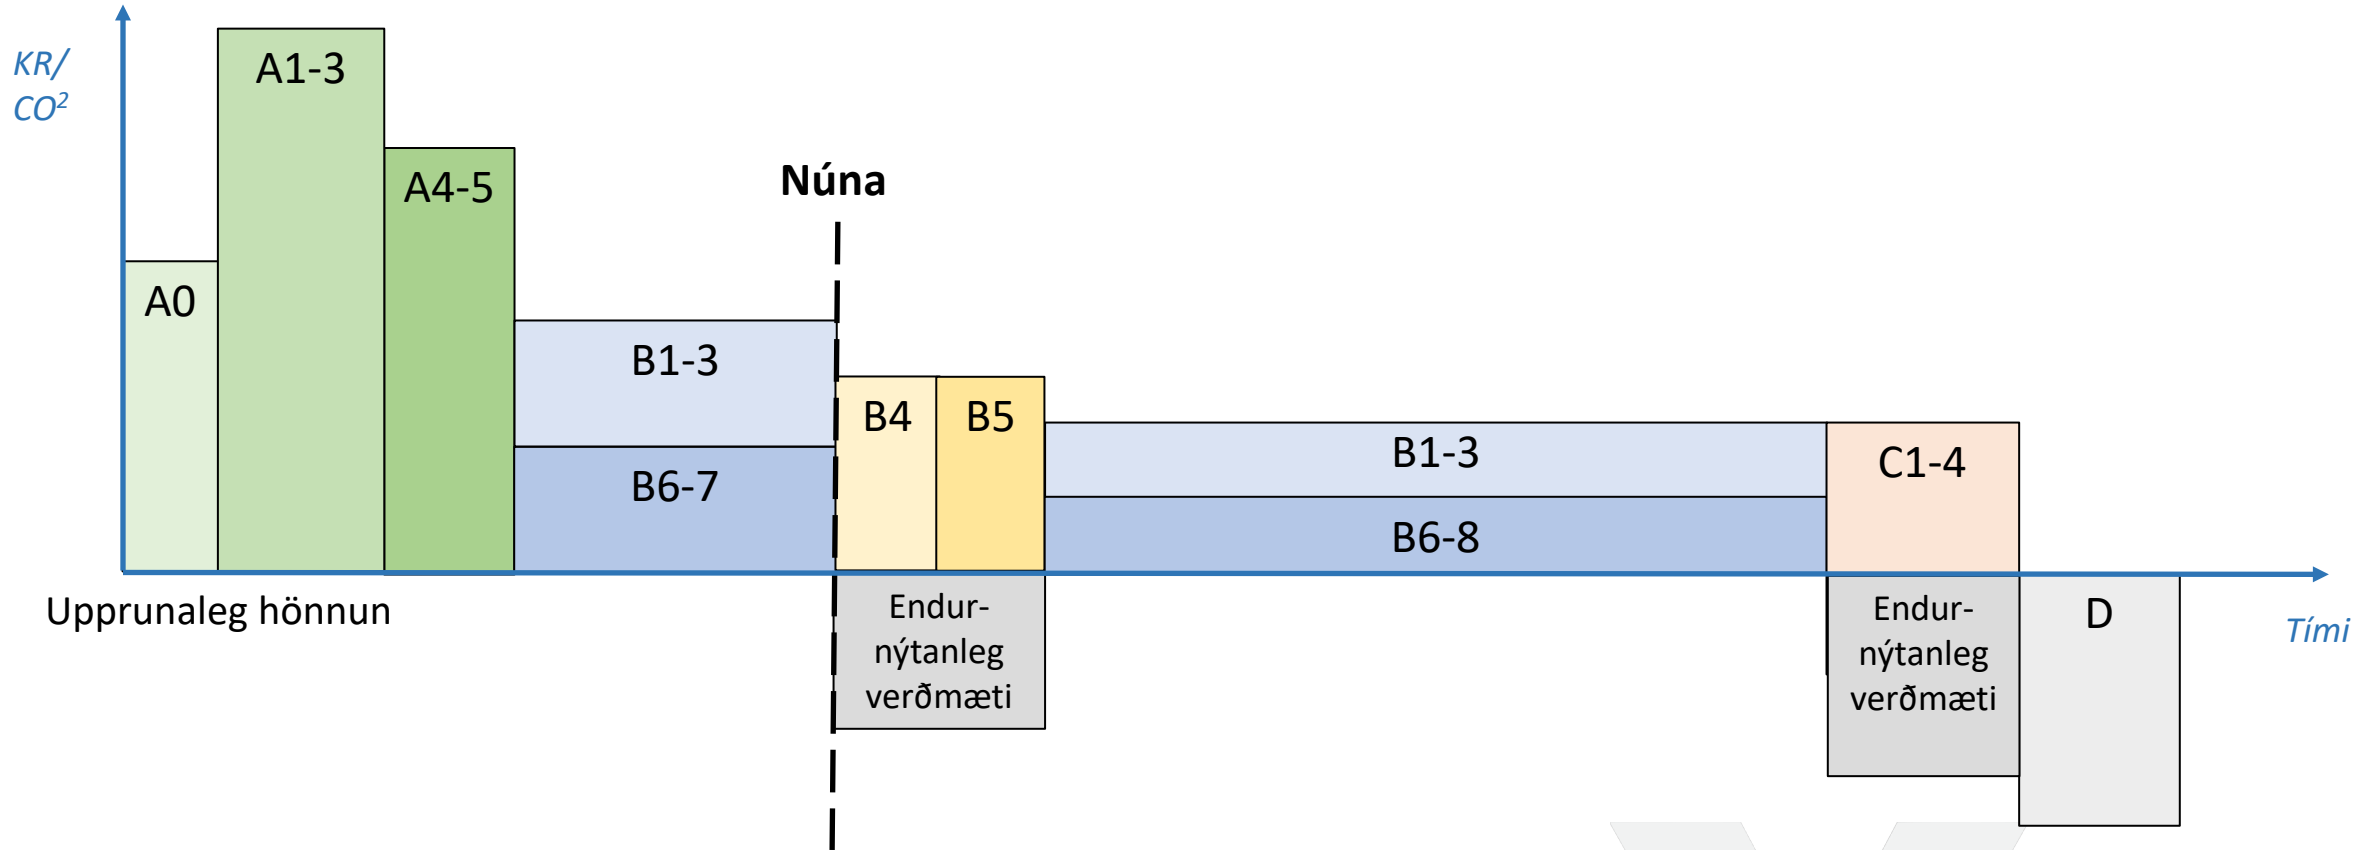 KR/
CO²
A1-3
A4-5
Núna
A0
B1-3
B6-7
B4
B5
B1-3
B6-8
C1-4
Upprunaleg hönnun
Endur-
nýtanleg
verðmæti
Endur-
nýtanleg
verðmæti
D
Tími